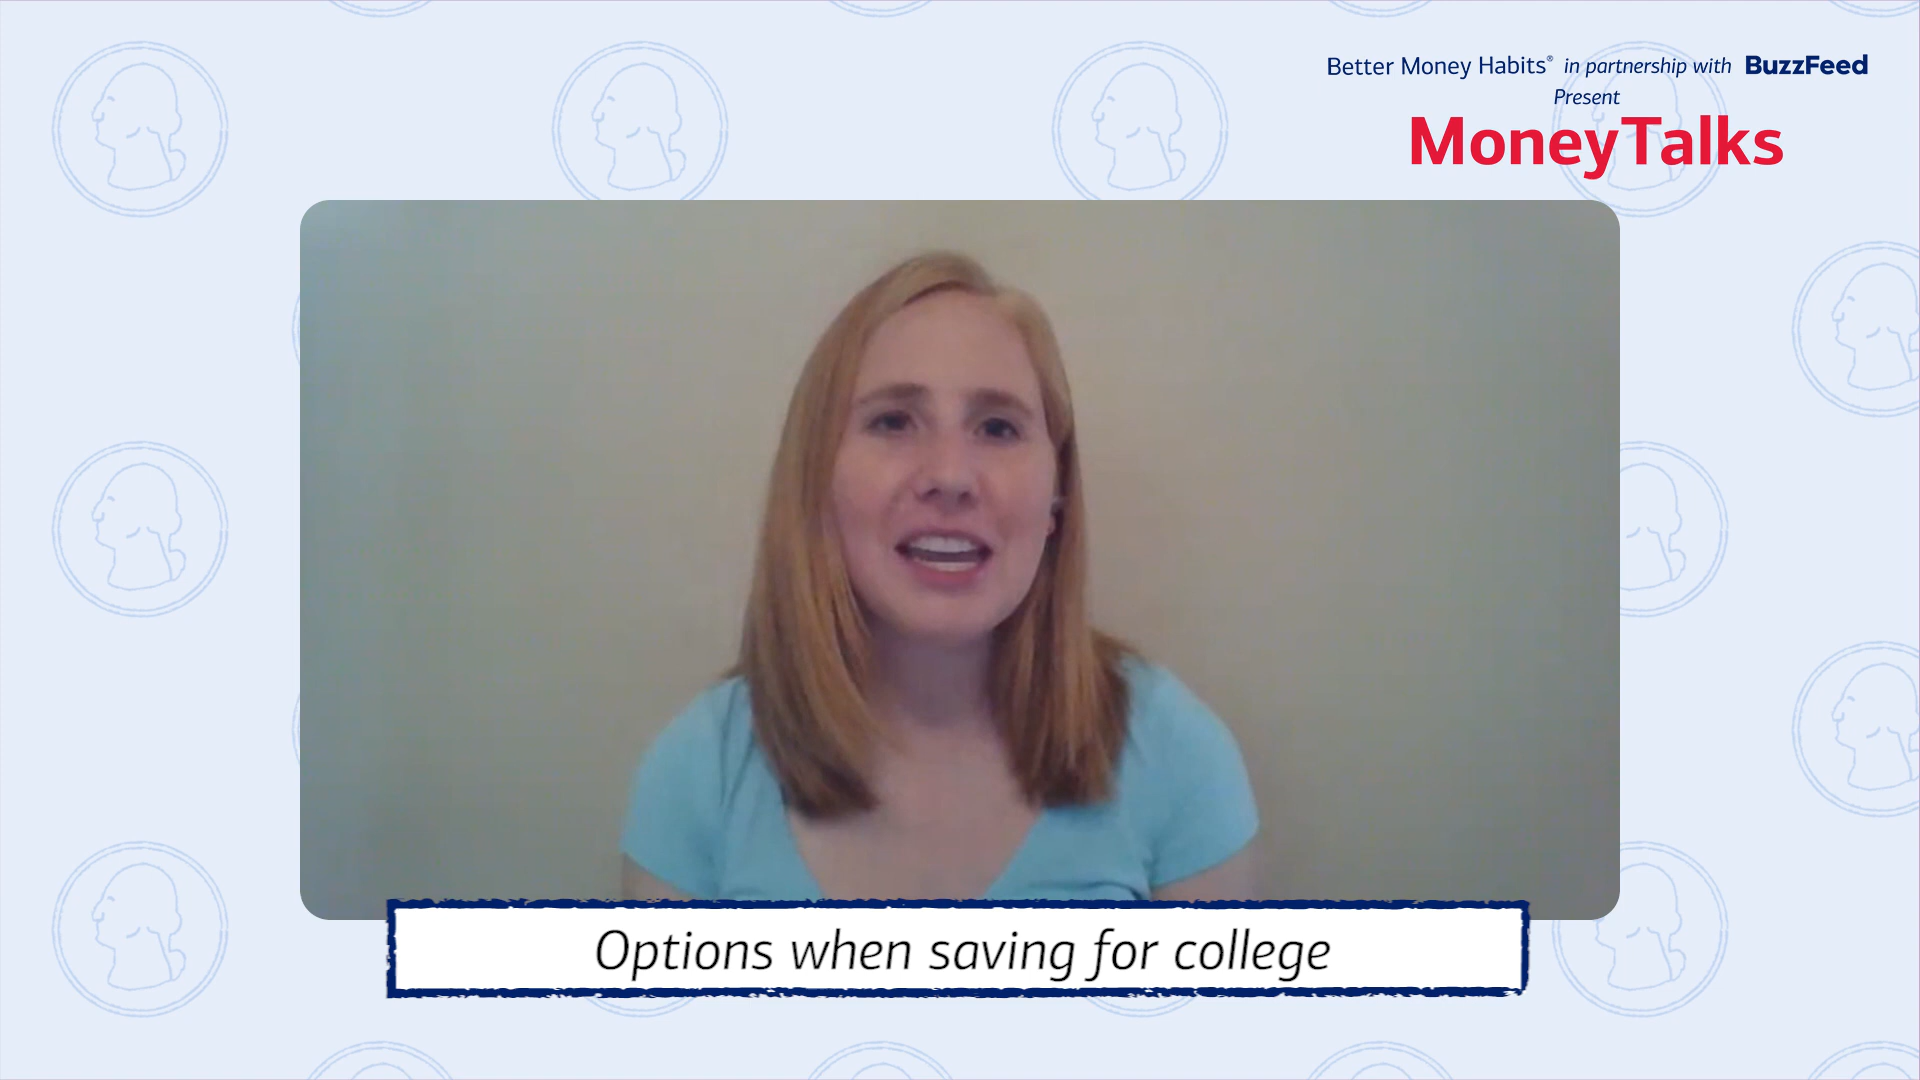 Better Money Habits® in partnership with BuzzFeed
Present
MoneyTalks
Options when saving for college